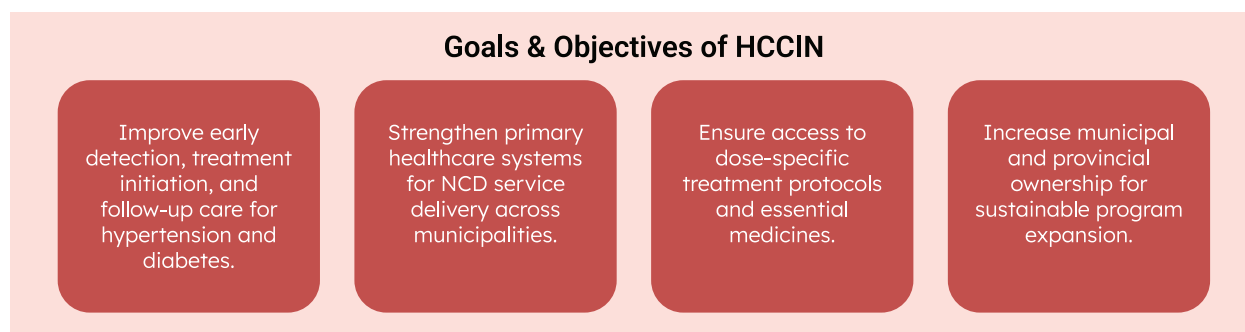 Goals & Objectives of HCCIN
Improve early
detection, treatment
initiation, and
follow-up care for
hypertension and
diabetes.
Strengthen primary
healthcare systems
for NCD service
delivery across
municipalities.
Ensure access to
dose-specific
treatment protocols
and essential
medicines.
Increase municipal
and provincial
ownership for
sustainable program
expansion.